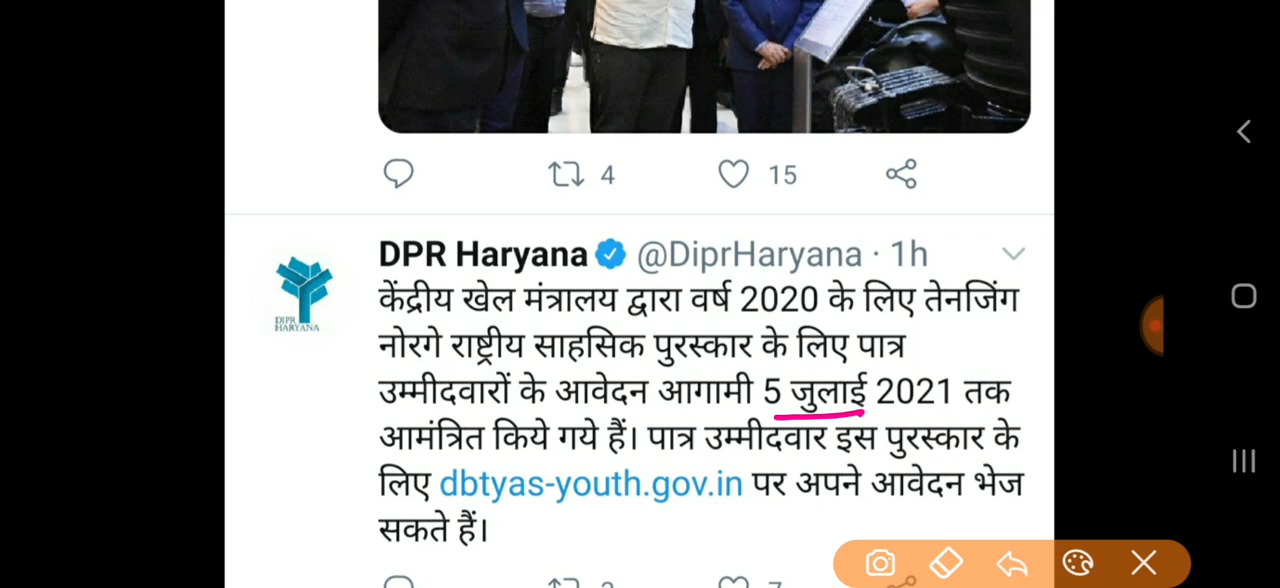 4 15
DPR Haryana @DiprHaryana · 1h
DIPR
HARYANA
केंद्रीय खेल मंत्रालय द्वारा वर्ष 2020 के लिए तेनजिंग
नोरगे राष्ट्रीय साहसिक पुरस्कार के लिए पात्र
उम्मीदवारों के आवेदन आगामी 5 जुलाई 2021 तक
आमंत्रित किये गये हैं। पात्र उम्मीदवार इस पुरस्कार के
लिए dbtyas-youth.gov.in पर अपने आवेदन भेज
सकते हैं।